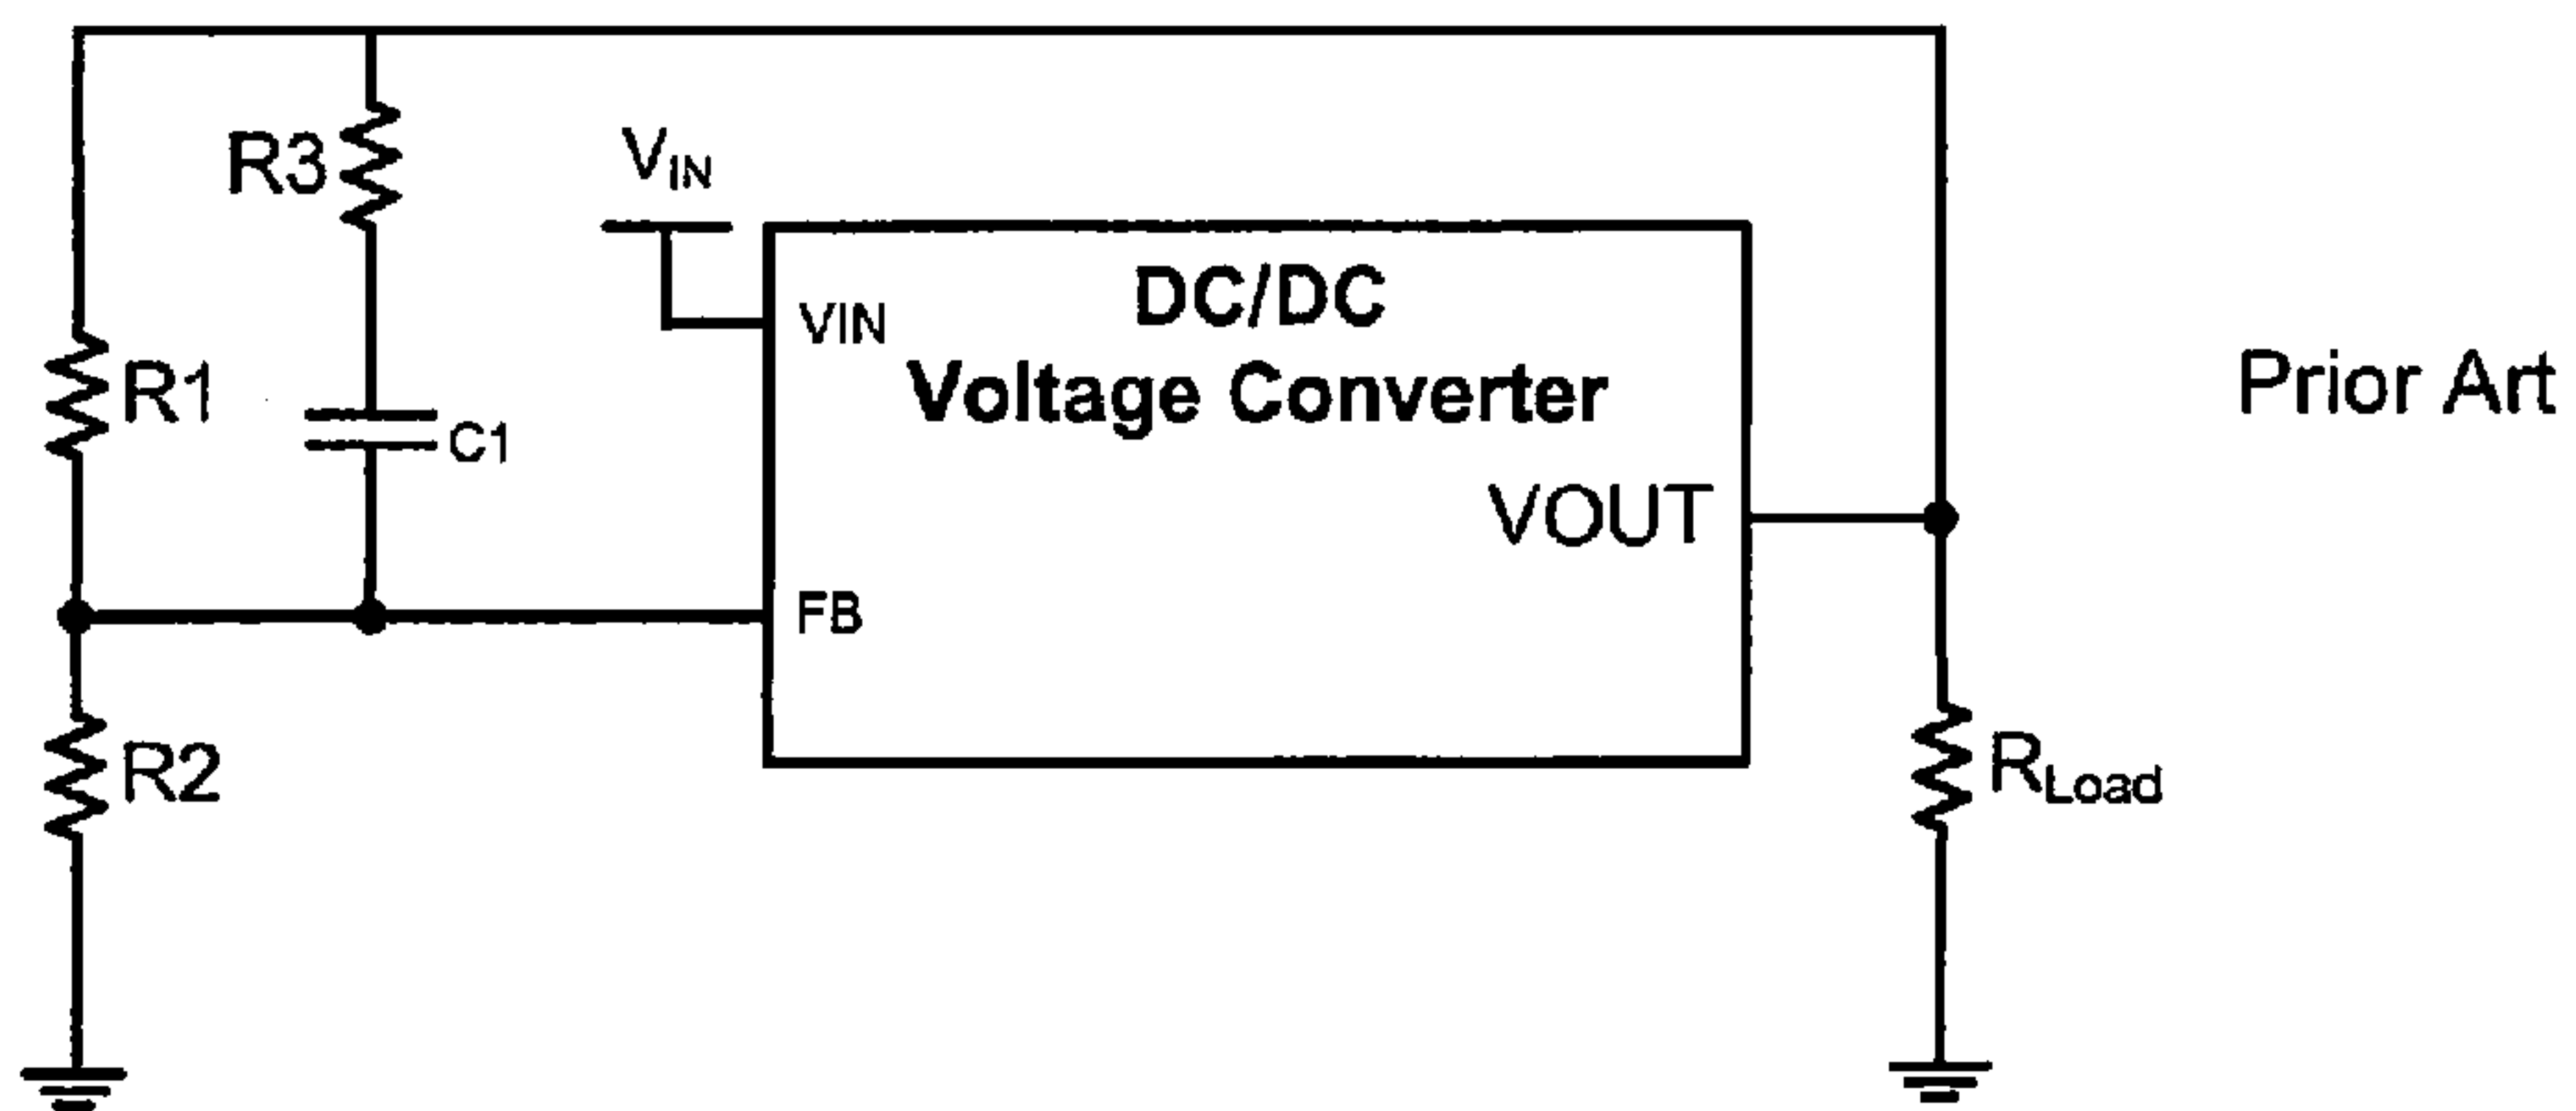 R3
V_IN
DC/DC
Voltage Converter
VIN
R1
C1
Prior Art
VOUT
FB
R2
R_Load